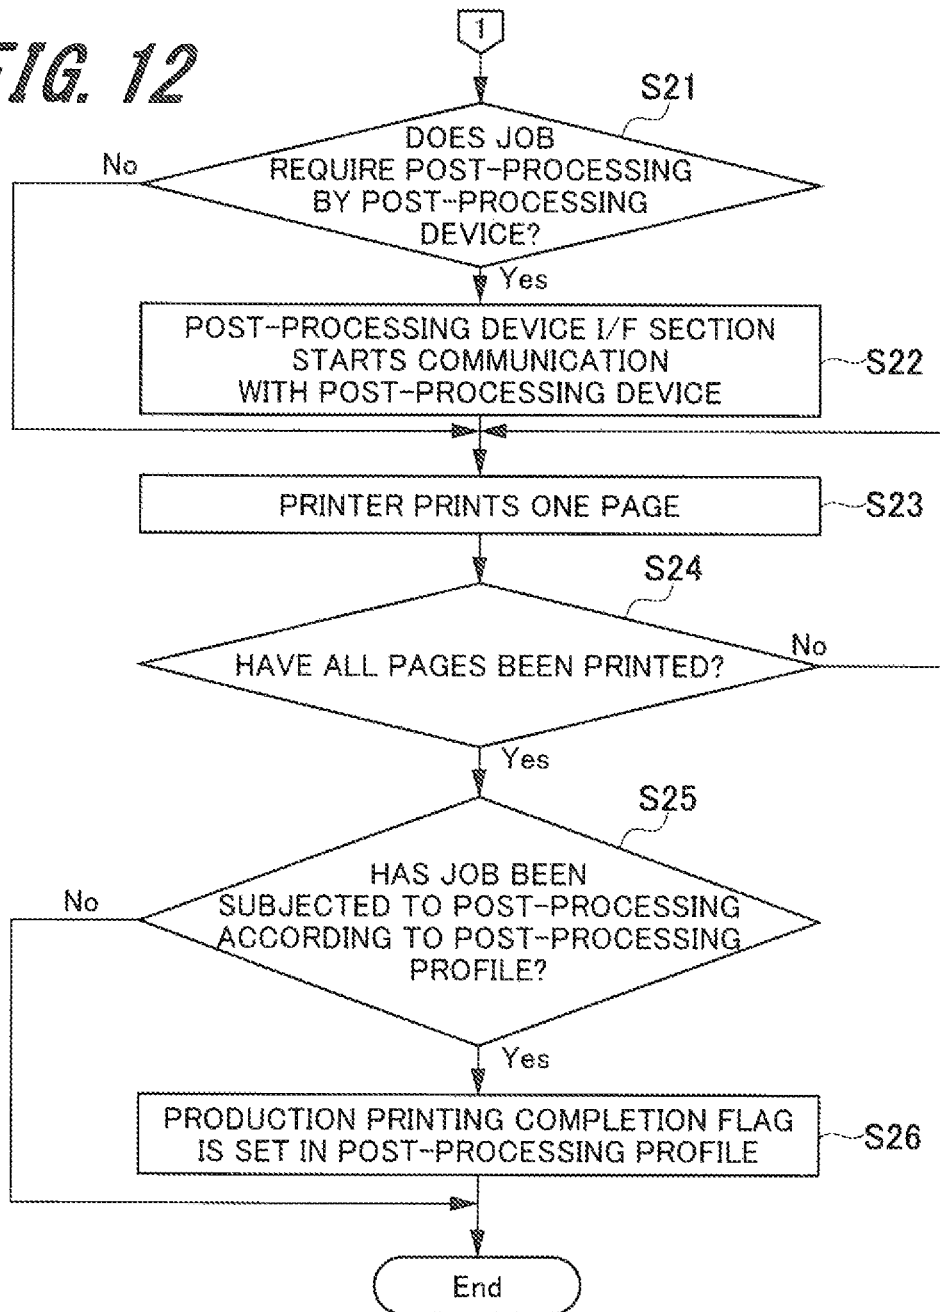 FIG. 12
1
S21
DOES JOB
REQUIRE POST-PROCESSING
BY POST-PROCESSING
DEVICE?
No
Yes
POST-PROCESSING DEVICE I/F SECTION
STARTS COMMUNICATION
WITH POST-PROCESSING DEVICE
S22
PRINTER PRINTS ONE PAGE
S23
S24
HAVE ALL PAGES BEEN PRINTED?
No
Yes
S25
HAS JOB BEEN
SUBJECTED TO POST-PROCESSING
ACCORDING TO POST-PROCESSING
PROFILE?
No
Yes
PRODUCTION PRINTING COMPLETION FLAG
IS SET IN POST-PROCESSING PROFILE
S26
End